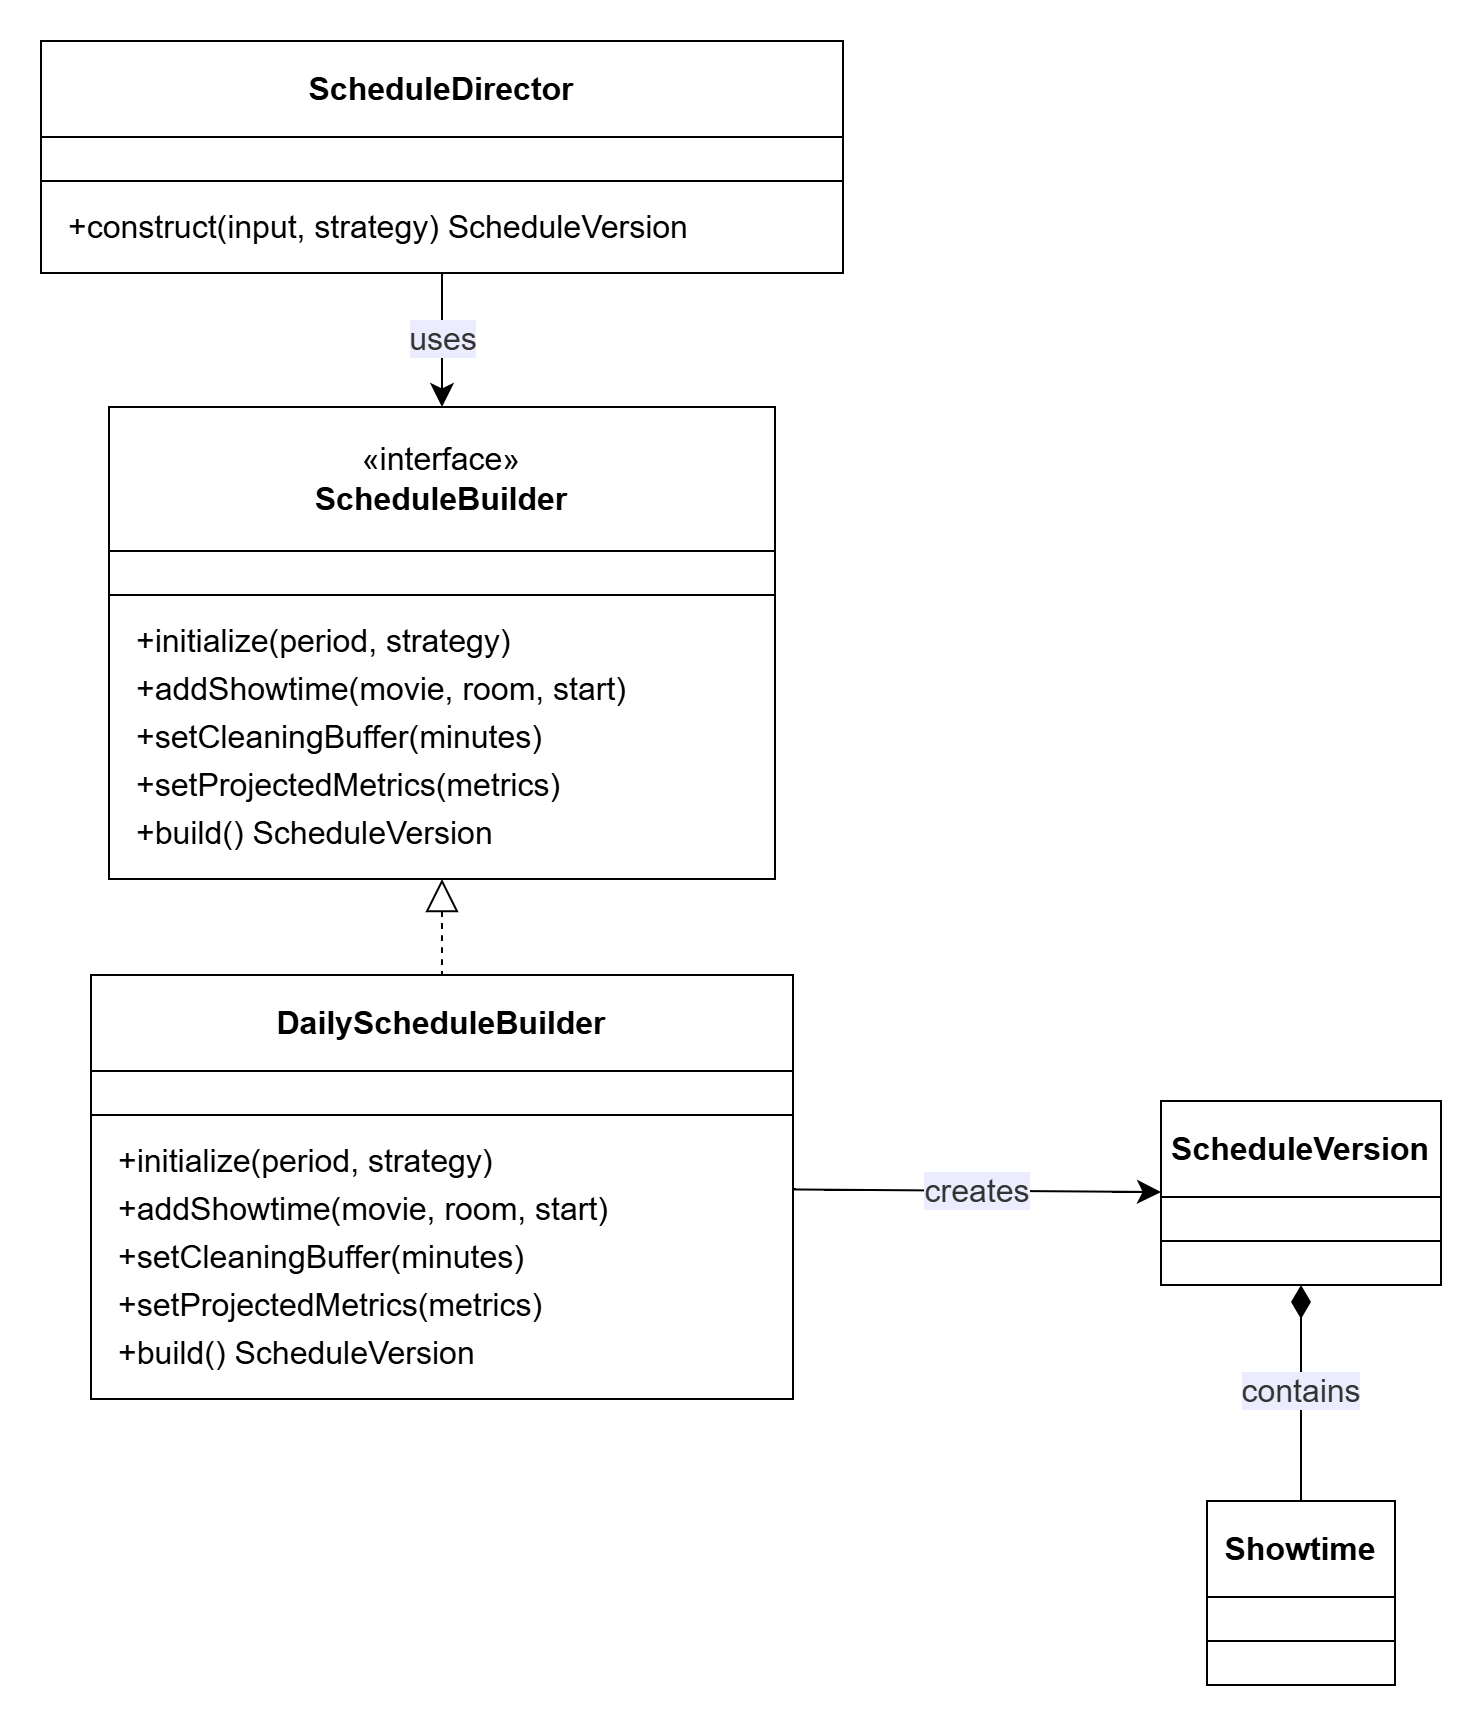 ScheduleDirector
+construct(input, strategy) ScheduleVersion
uses
«interface»
ScheduleBuilder
+initialize(period, strategy)
+addShowtime(movie, room, start)
+setCleaningBuffer(minutes)
+setProjectedMetrics(metrics)
+build() ScheduleVersion
DailyScheduleBuilder
+initialize(period, strategy)
+addShowtime(movie, room, start)
+setCleaningBuffer(minutes)
+setProjectedMetrics(metrics)
+build() ScheduleVersion
creates
ScheduleVersion
contains
Showtime